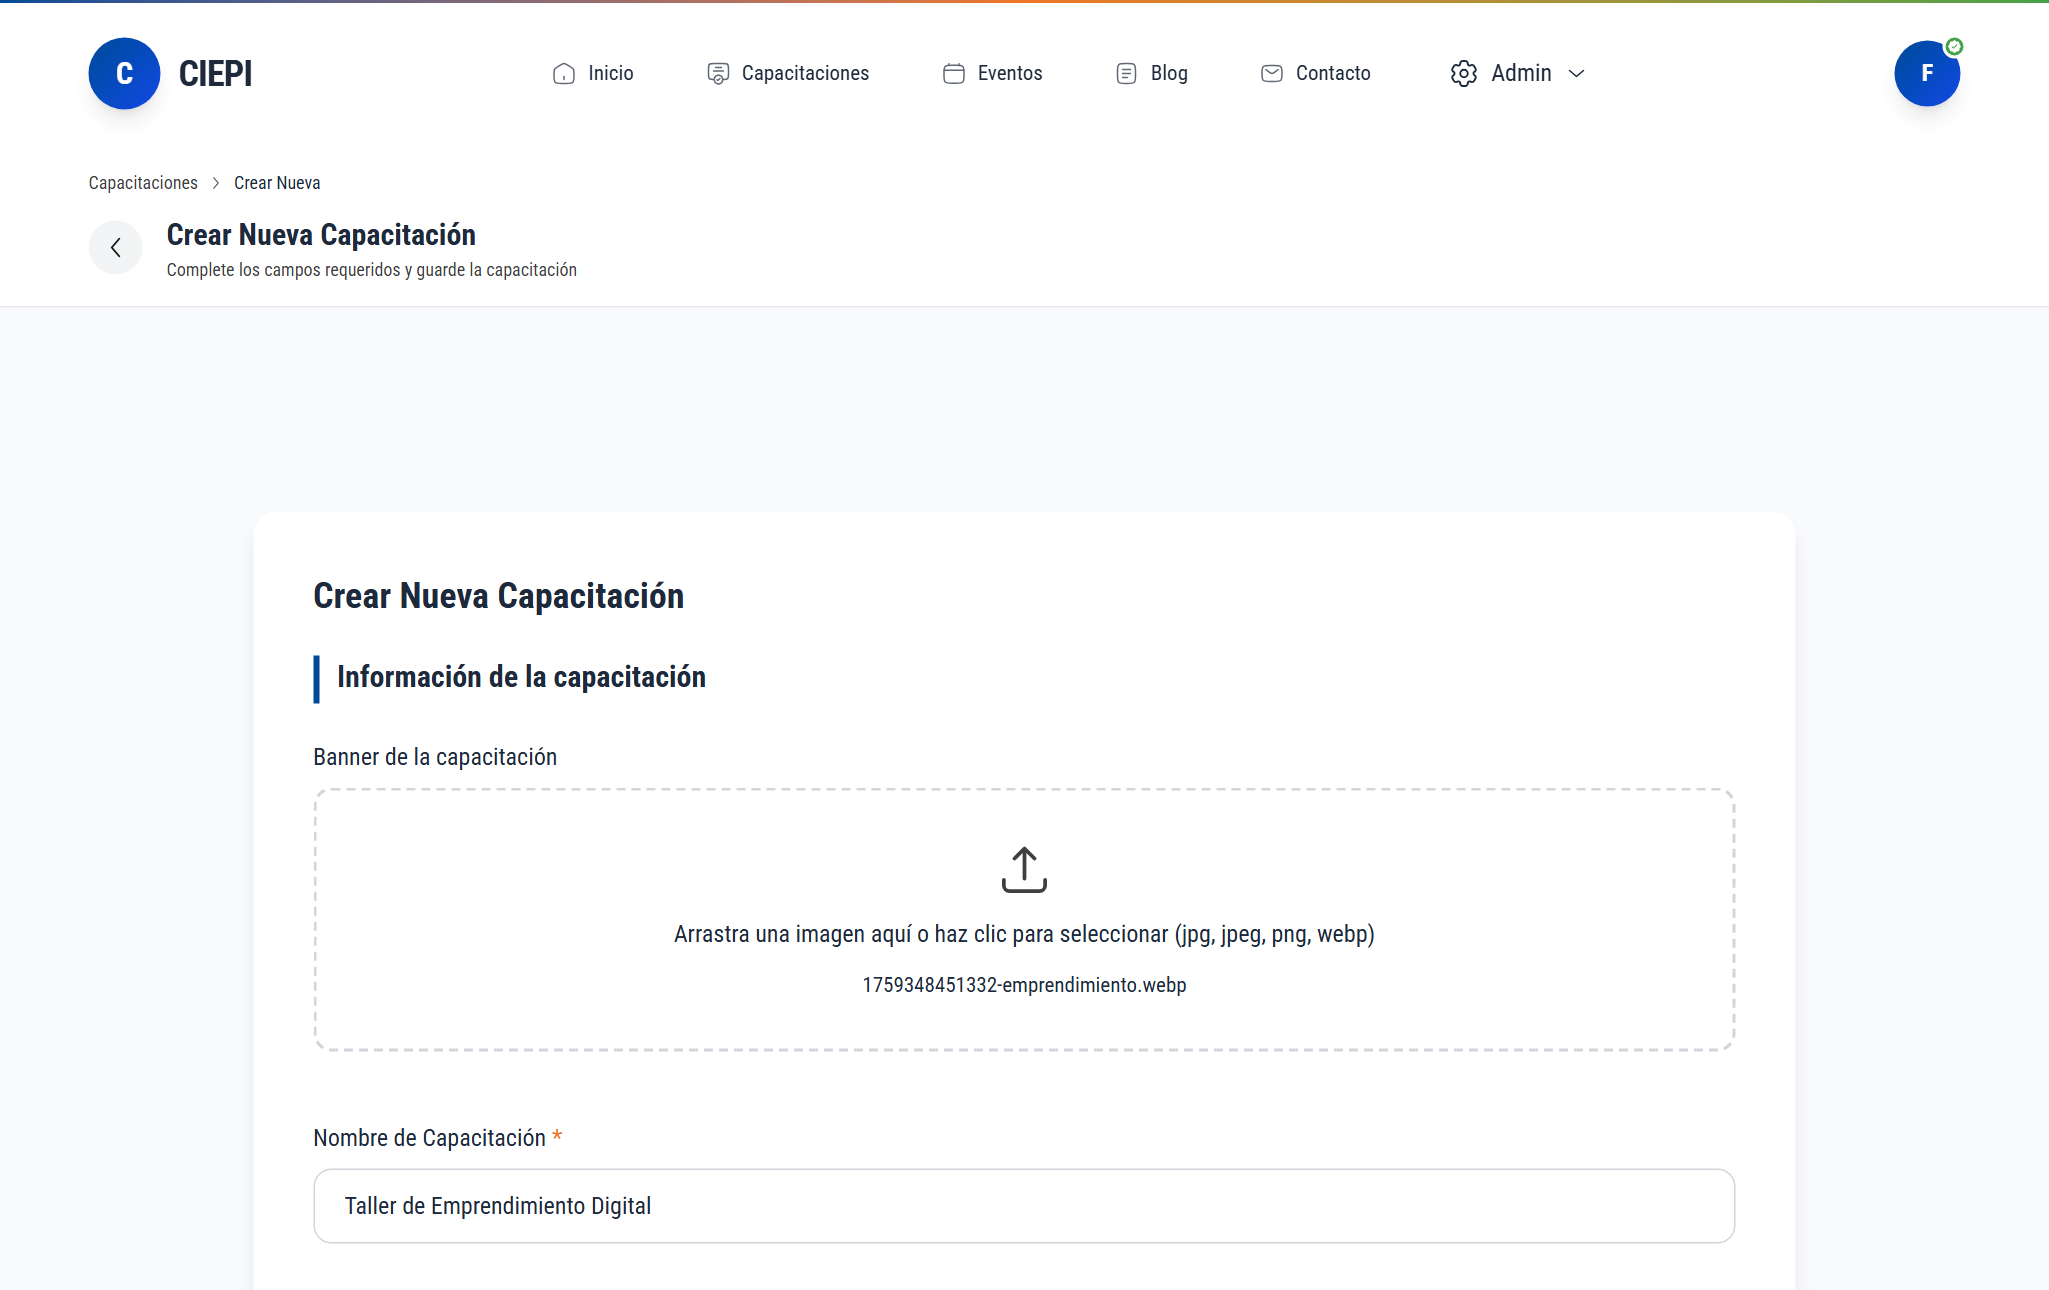 C CIEPI Inicio Capacitaciones Eventos Blog Contacto Admin F
Capacitaciones Crear Nueva
Crear Nueva Capacitación
Complete los campos requeridos y guarde la capacitación
Crear Nueva Capacitación
Información de la capacitación
Banner de la capacitación
Arrastra una imagen aquí o haz clic para seleccionar (jpg, jpeg, png, webp)
1759348451332-emprendimiento.webp
Nombre de Capacitación *
Taller de Emprendimiento Digital